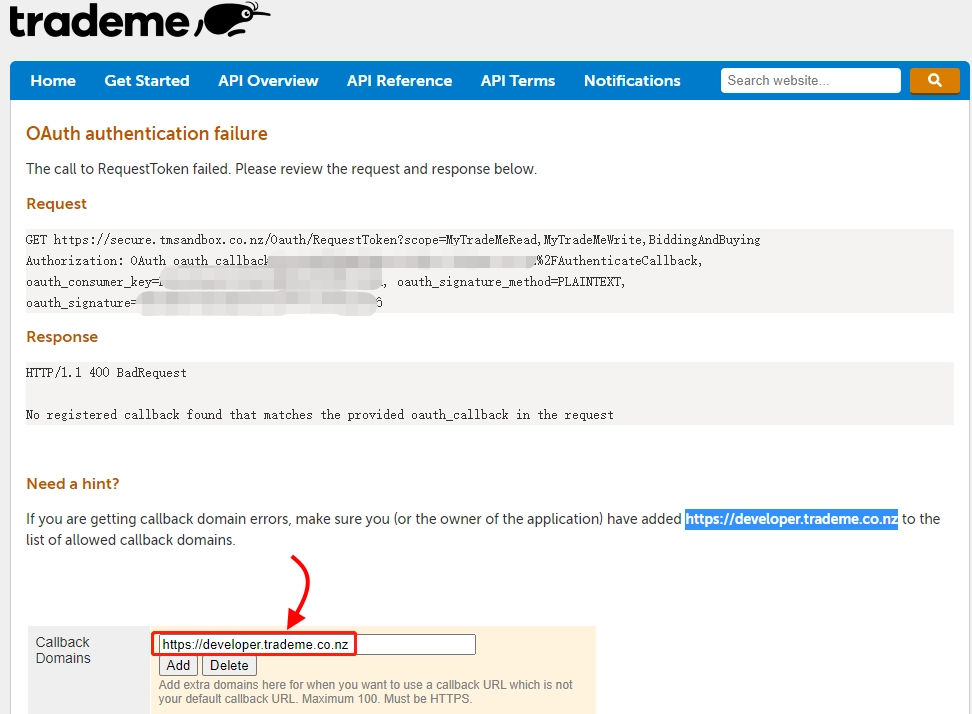 trademe
Home Get Started API Overview API Reference API Terms Notifications Search website...
OAuth authentication failure
The call to RequestToken failed. Please review the request and response below.
Request
GET https://secure.tmsandbox.co.nz/Oauth/RequestToken?scope=MyTradeMeRead,MyTradeMeWrite,BiddingAndBuying
Authorization: OAuth oauth_callback %2FAuthenticateCallback,
oauth_consumer_key= , oauth_signature_method=PLAINTEXT,
oauth_signature=
Response
HTTP/1.1 400 BadRequest
No registered callback found that matches the provided oauth_callback in the request
Need a hint?
If you are getting callback domain errors, make sure you (or the owner of the application) have added https://developer.trademe.co.nz to the
list of allowed callback domains.
Callback
Domains
https://developer.trademe.co.nz
Add Delete
Add extra domains here for when you want to use a callback URL which is not
your default callback URL. Maximum 100. Must be HTTPS.